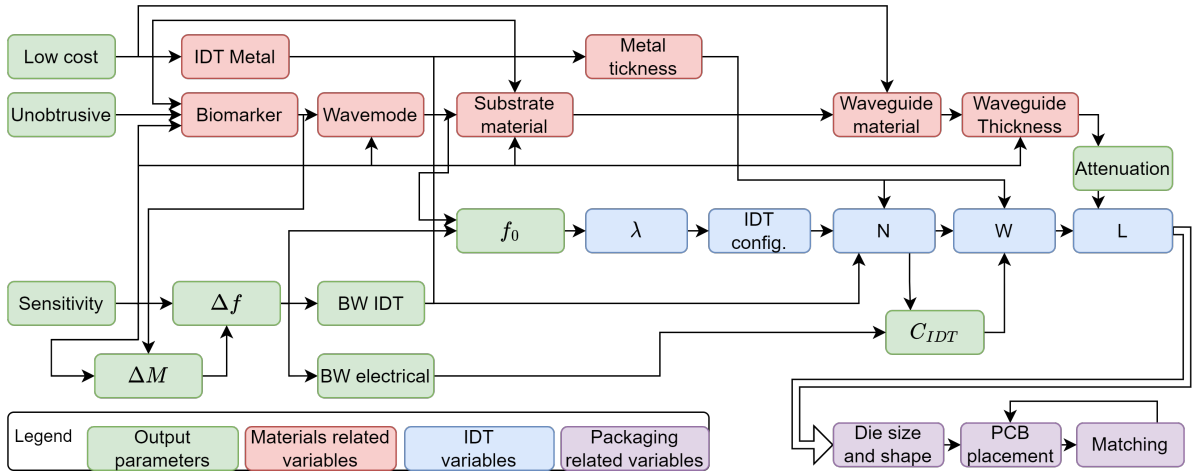 Low cost
IDT Metal
Metal
tickness
Unobtrusive
Biomarker
Wavemode
Substrate
material
Waveguide
material
Waveguide
Thickness
Attenuation
f₀
λ
IDT
config.
N
W
L
Sensitivity
Δf
BW IDT
C_{IDT}
ΔM
BW electrical
Legend
Output
parameters
Materials related
variables
IDT
variables
Packaging
related variables
Die size
and shape
PCB
placement
Matching